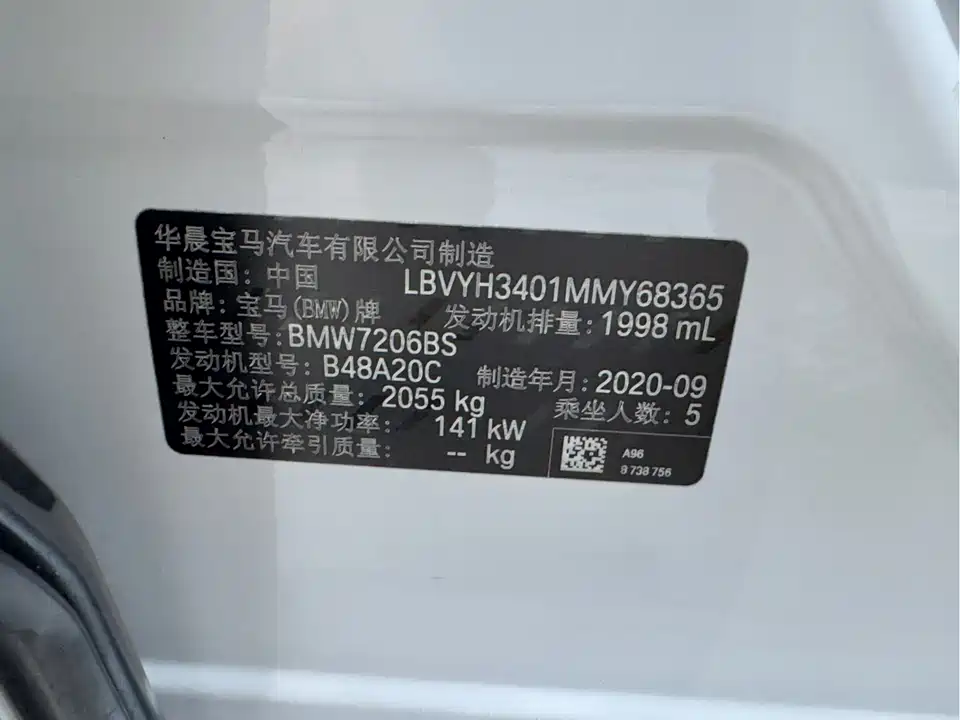 华晨宝马汽车有限公司制造
制造国: 中国 LBVYH3401MMY68365
品牌: 宝马(BMW)牌 发动机排量: 1998 mL
整车型号: BMW7206BS
发动机型号: B48A20C 制造年月: 2020-09
最大允许总质量: 2055 kg 乘坐人数: 5
发动机最大净功率: 141 kW
最大允许牵引质量: -- kg
A96
8 738 756